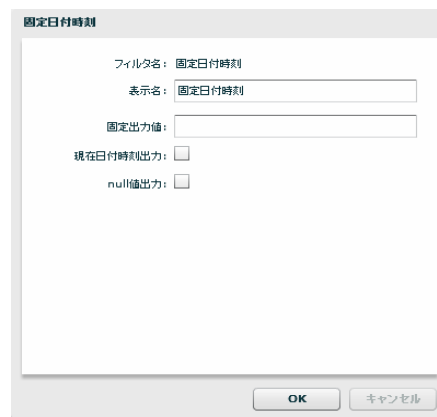 固定日付時刻
フィルタ名: 固定日付時刻
表示名: 固定日付時刻
固定出力値:
現在日付時刻出力:
null値出力:
OK キャンセル